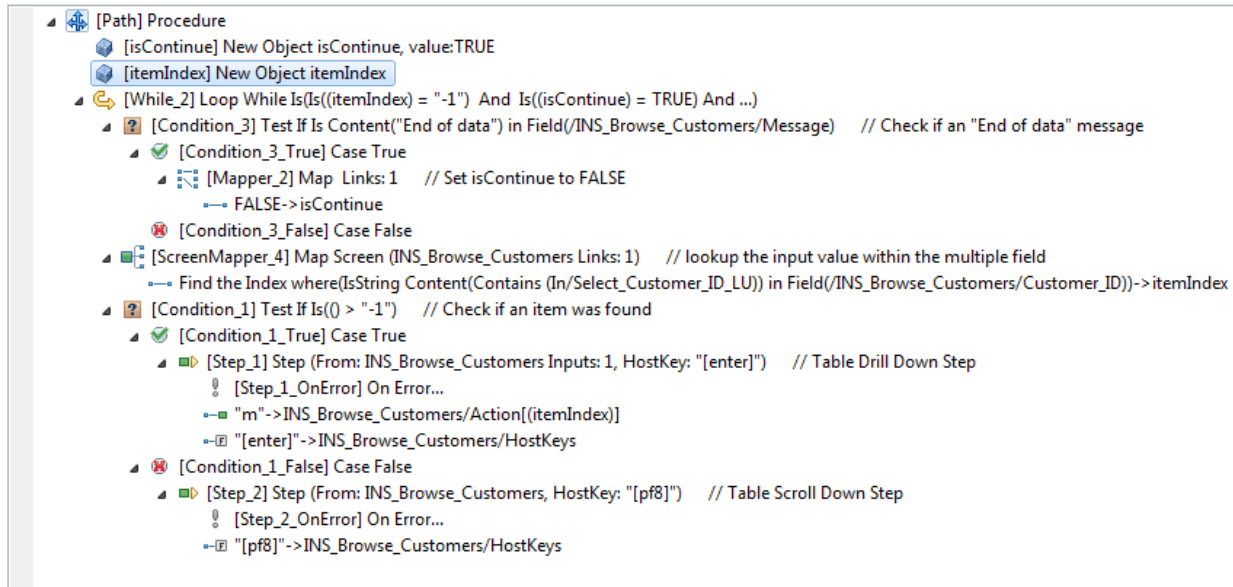 [Path] Procedure
[isContinue] New Object isContinue, value:TRUE
[itemIndex] New Object itemIndex
[While_2] Loop While Is(Is((itemIndex) = "-1")  And  Is((isContinue) = TRUE) And ...)
[Condition_3] Test If Is Content("End of data") in Field(/INS_Browse_Customers/Message)    // Check if an "End of data" message
[Condition_3_True] Case True
[Mapper_2] Map  Links: 1    // Set isContinue to FALSE
FALSE->isContinue
[Condition_3_False] Case False
[ScreenMapper_4] Map Screen (INS_Browse_Customers Links: 1)    // lookup the input value within the multiple field
Find the Index where(IsString Content(Contains (In/Select_Customer_ID_LU)) in Field(/INS_Browse_Customers/Customer_ID))->itemIndex
[Condition_1] Test If Is(() > "-1")    // Check if an item was found
[Condition_1_True] Case True
[Step_1] Step (From: INS_Browse_Customers Inputs: 1, HostKey: "[enter]")    // Table Drill Down Step
[Step_1_OnError] On Error...
"m"->INS_Browse_Customers/Action[(itemIndex)]
F "[enter]"->INS_Browse_Customers/HostKeys
[Condition_1_False] Case False
[Step_2] Step (From: INS_Browse_Customers, HostKey: "[pf8]")    // Table Scroll Down Step
[Step_2_OnError] On Error...
F "[pf8]"->INS_Browse_Customers/HostKeys